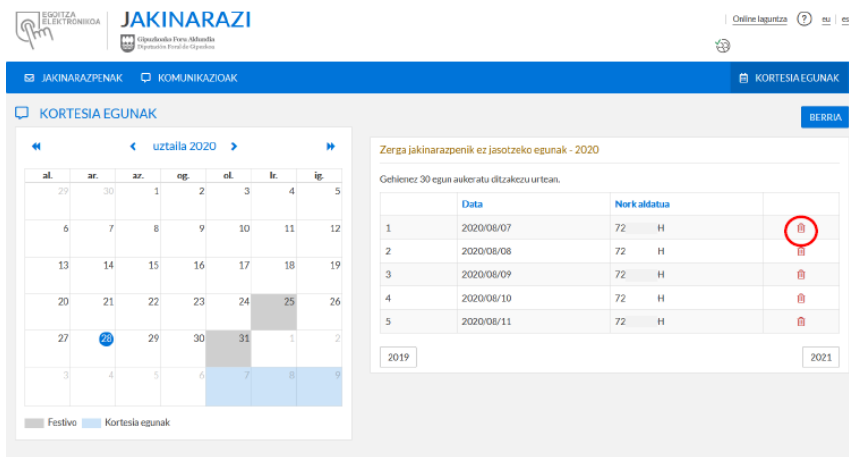 EGOITZA
ELEKTRONIKOA
JAKINARAZI
Gipuzkoako Foru Aldundia
Diputación Foral de Gipuzkoa
Online laguntza ? eu es
JAKINARAZPENAK KOMUNIKAZIOAK KORTESIA EGUNAK
KORTESIA EGUNAK
BERRIA
uztaila 2020
al. ar. az. og. ol. lr. ig.
29 30 1 2 3 4 5
6 7 8 9 10 11 12
13 14 15 16 17 18 19
20 21 22 23 24 25 26
27 28 29 30 31 1 2
3 4 5 6 7 8 9
Festivo Kortesia egunak
Zerga jakinarazpenik ez jasotzeko egunak - 2020
Gehienez 30 egun aukeratu ditzakezu urtean.
Data Nork aldatua
1 2020/08/07 72 H
2 2020/08/08 72 H
3 2020/08/09 72 H
4 2020/08/10 72 H
5 2020/08/11 72 H
2019 2021